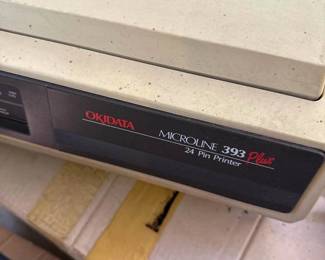 OKIDATA MICROLINE 393 Plus
24 Pin Printer